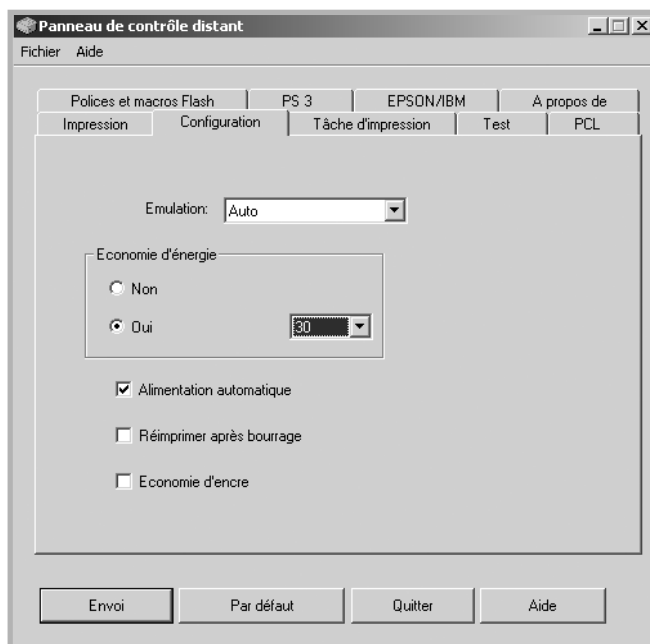 Panneau de contrôle distant
Fichier Aide
Polices et macros Flash PS 3 EPSON/IBM A propos de
Impression Configuration Tâche d'impression Test PCL
Emulation: Auto
Economie d'énergie
Non
Oui 30
Alimentation automatique
Réimprimer après bourrage
Economie d'encre
Envoi Par défaut Quitter Aide